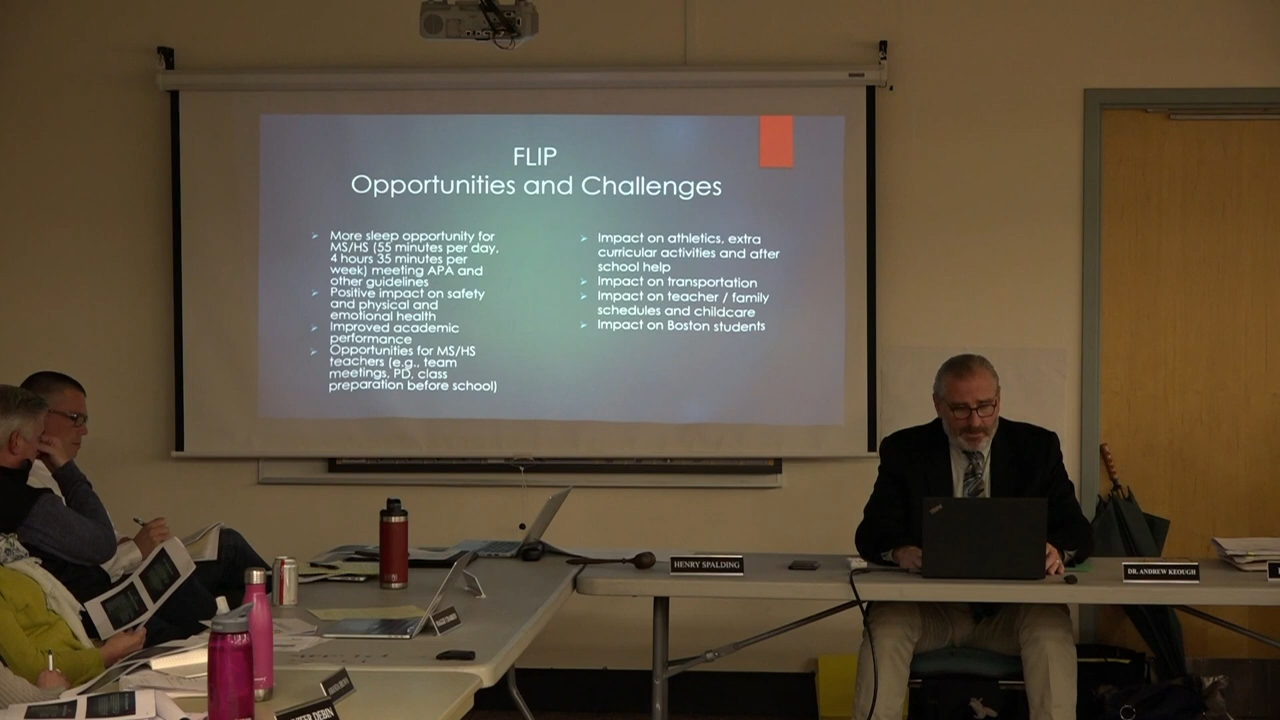 FLIP
Opportunities and Challenges
More sleep opportunity for
MS/HS (55 minutes per day,
4 hours 35 minutes per
week) meeting APA and
other guidelines
Positive impact on safety
and physical and
emotional health
Improved academic
performance
Opportunities for MS/HS
teachers (e.g., team
meetings, PD, class
preparation before school)
Impact on athletics, extra
curricular activities and after
school help
Impact on transportation
Impact on teacher / family
schedules and childcare
Impact on Boston students
HENRY SPALDING
DR. ANDREW KEOUGH
DEBIN